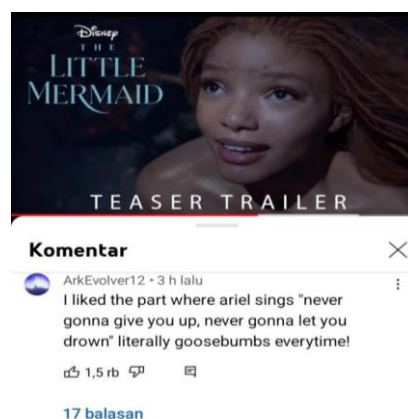 Disney
THE
LITTLE
MERMAID
TEASER TRAILER
Komentar
ArkEvolver12 • 3 h lalu
I liked the part where ariel sings "never
gonna give you up, never gonna let you
drown" literally goosebumbs everytime!
1,5 rb
17 balasan